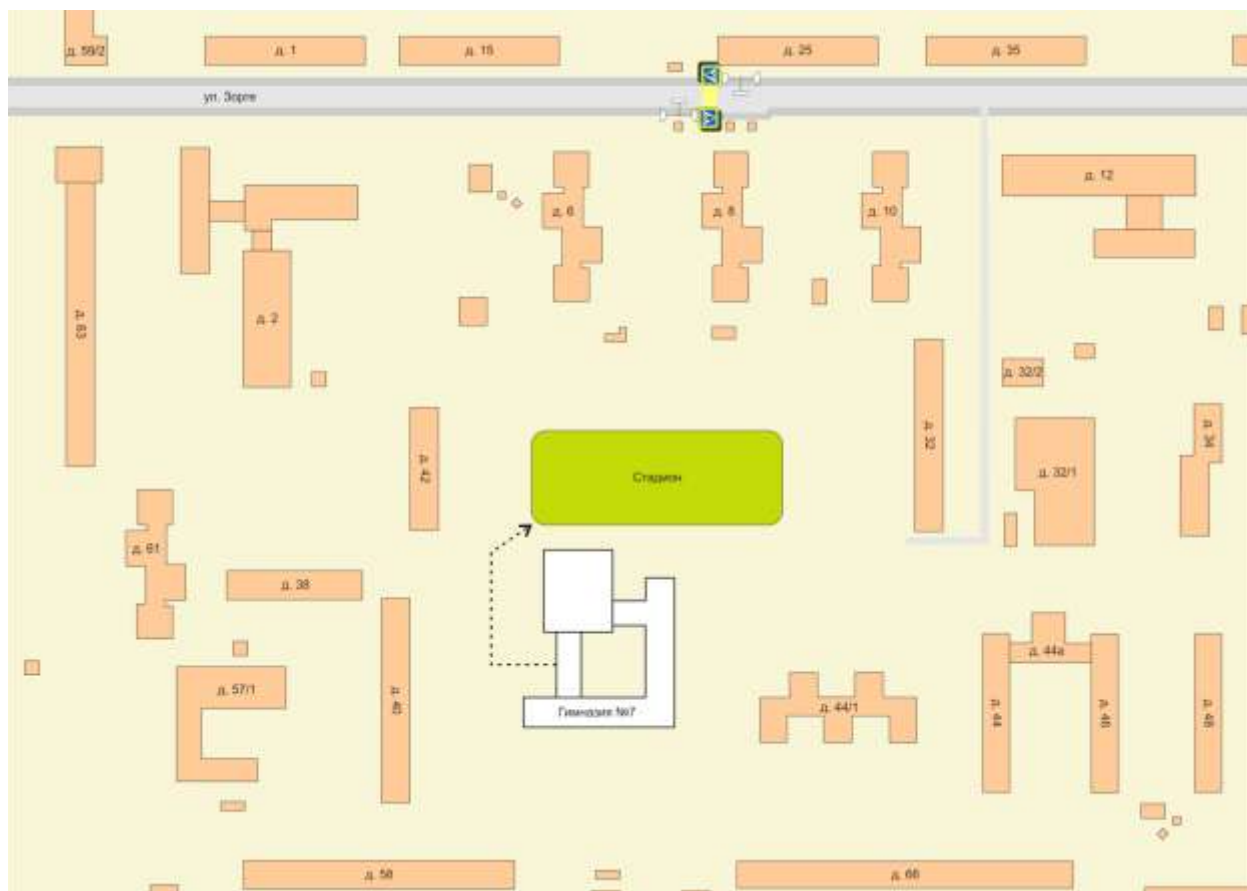 д. 59/2
д. 1
д. 15
д. 25
д. 35
ул. Зорге
д. 12
д. 6
д. 8
д. 10
д. 63
д. 2
д. 32/2
д. 42
д. 32
д. 34
Стадион
д. 32/1
д. 61
д. 38
д. 44а
д. 57/1
д. 40
Гимназия №7
д. 44/1
д. 44
д. 46
д. 48
д. 58
д. 66